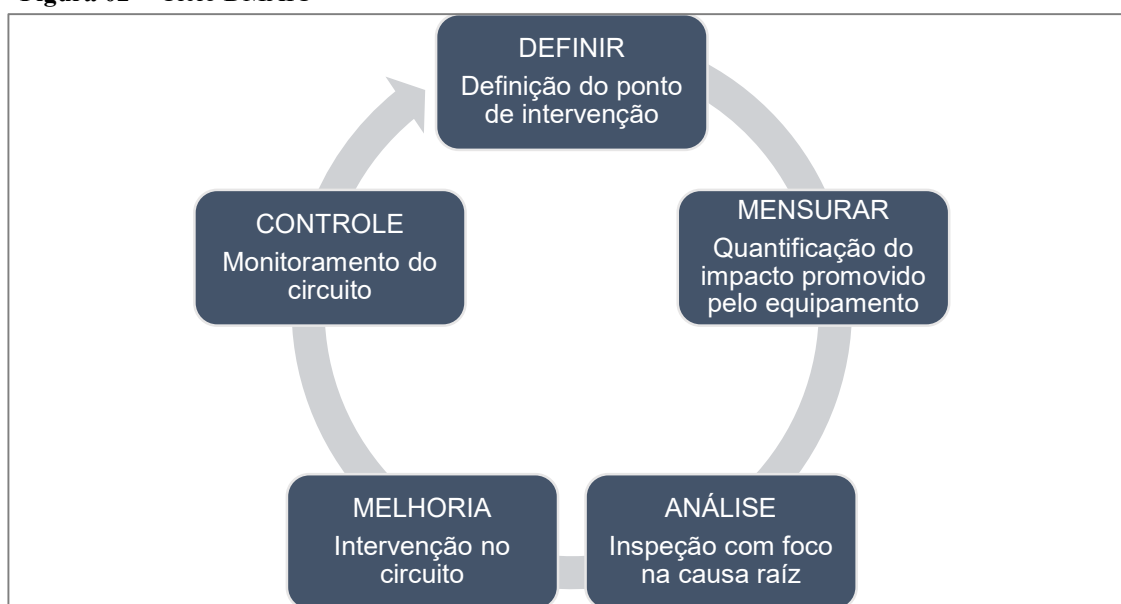 DEFINIR
Definição do ponto
de intervenção
MENSURAR
Quantificação do
impacto promovido
pelo equipamento
ANÁLISE
Inspeção com foco
na causa raíz
MELHORIA
Intervenção no
circuito
CONTROLE
Monitoramento do
circuito